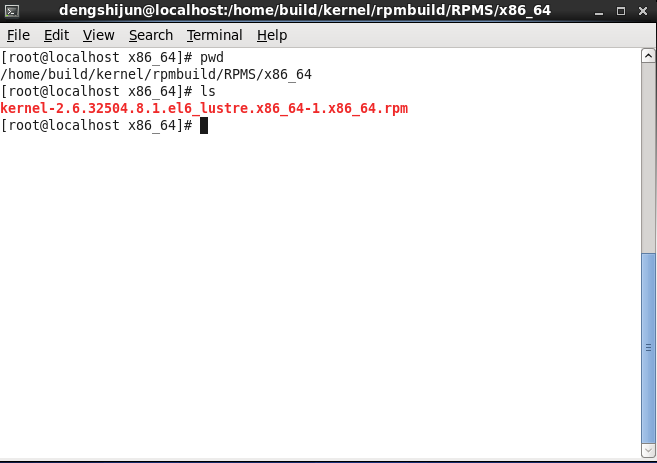 dengshijun@localhost:/home/build/kernel/rpmbuild/RPMS/x86_64
File Edit View Search Terminal Help
[root@localhost x86_64]# pwd
/home/build/kernel/rpmbuild/RPMS/x86_64
[root@localhost x86_64]# ls
kernel-2.6.32504.8.1.el6_lustre.x86_64-1.x86_64.rpm
[root@localhost x86_64]#